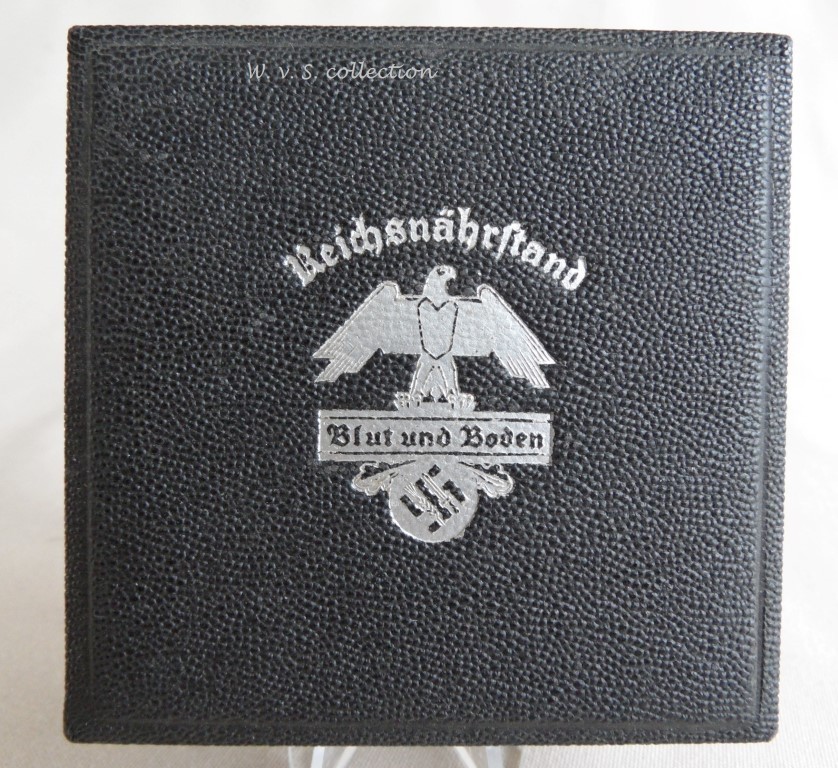 W. v. S. collection
Reichsnährſtand
Blut und Boden